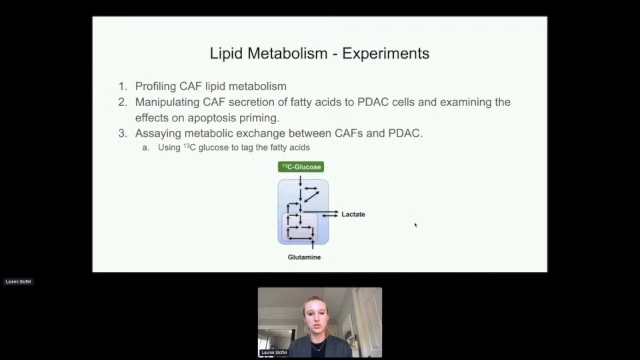 Lipid Metabolism - Experiments
1. Profiling CAF lipid metabolism
2. Manipulating CAF secretion of fatty acids to PDAC cells and examining the
effects on apoptosis priming.
3. Assaying metabolic exchange between CAFs and PDAC.
a. Using ¹³C glucose to tag the fatty acids
¹³C-Glucose
Lactate
Glutamine
Lauren
Lauren